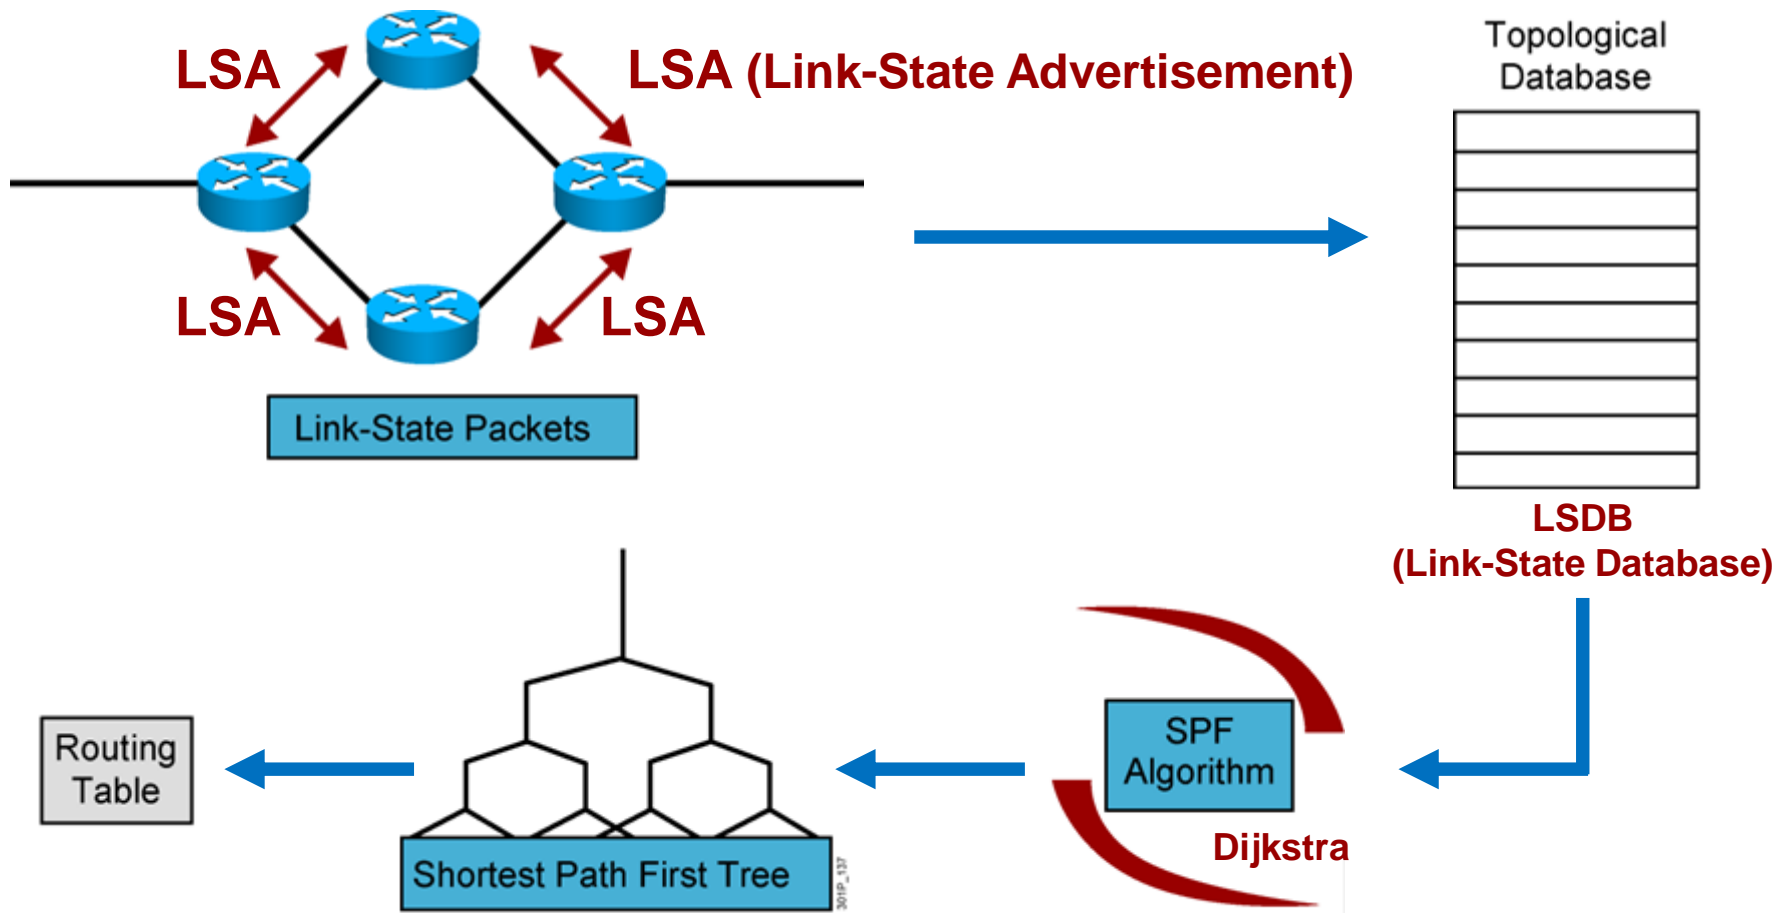 LSA
LSA (Link-State Advertisement)
Topological
Database
LSA
LSA
Link-State Packets
LSDB
(Link-State Database)
SPF
Algorithm
Dijkstra
Routing
Table
Shortest Path First Tree
301P_137